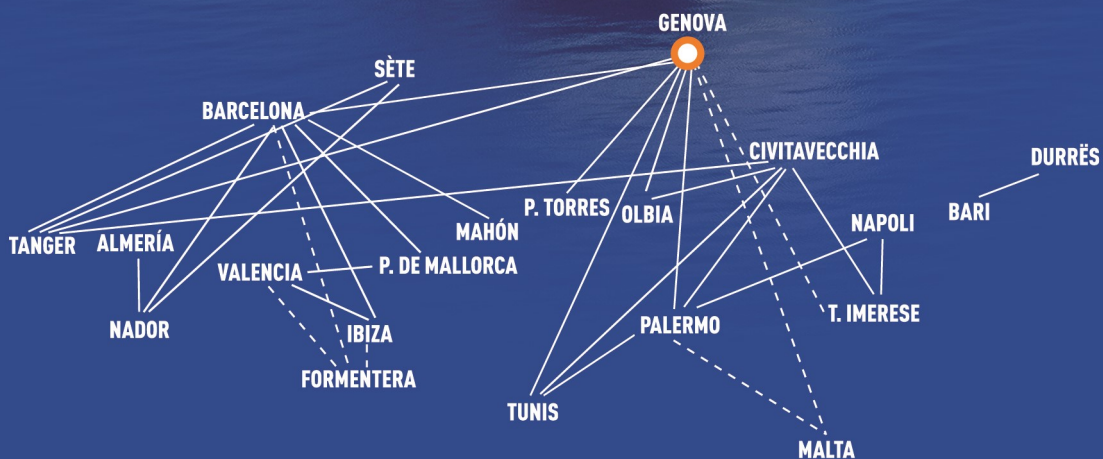 GENOVA
SÈTE
BARCELONA
CIVITAVECCHIA
DURRËS
P. TORRES
OLBIA
BARI
MAHÓN
NAPOLI
TANGER
ALMERÍA
VALENCIA
P. DE MALLORCA
T. IMERESE
NADOR
IBIZA
PALERMO
FORMENTERA
TUNIS
MALTA